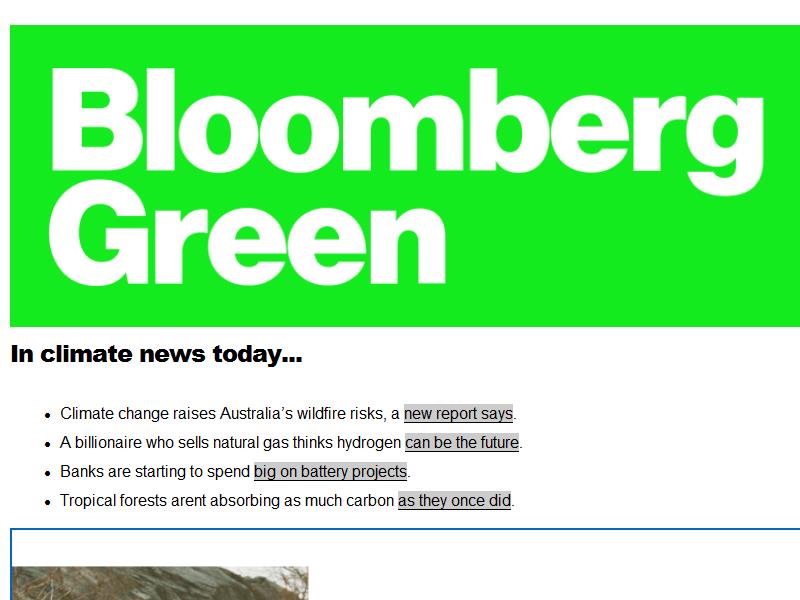 Bloomberg
Green
In climate news today...
• Climate change raises Australia’s wildfire risks, a new report says.
• A billionaire who sells natural gas thinks hydrogen can be the future.
• Banks are starting to spend big on battery projects.
• Tropical forests arent absorbing as much carbon as they once did.